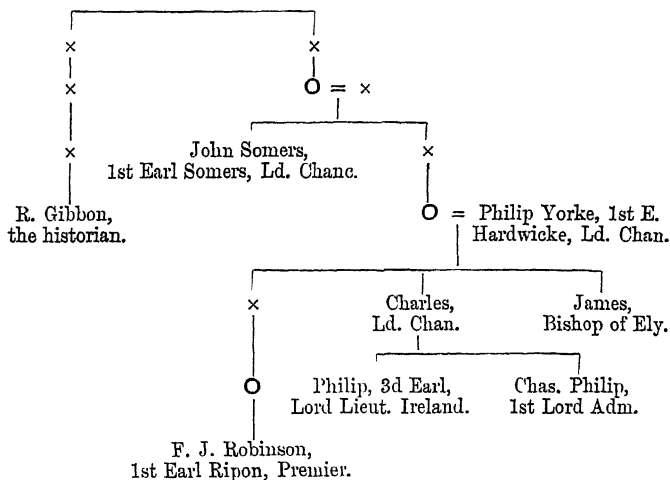 × ×
× O = ×
× John Somers, ×
1st Earl Somers, Ld. Chanc.
R. Gibbon,
the historian.
O = Philip Yorke, 1st E.
Hardwicke, Ld. Chan.
× Charles,
Ld. Chan.
James,
Bishop of Ely.
O Philip, 3d Earl,
Lord Lieut. Ireland.
Chas. Philip,
1st Lord Adm.
F. J. Robinson,
1st Earl Ripon, Premier.